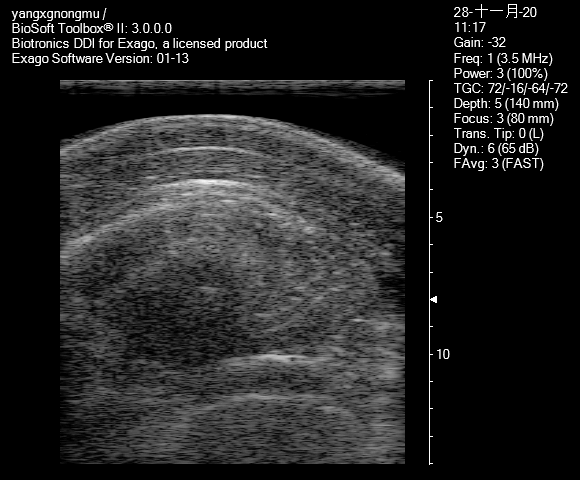 yangxgnongmu /
BioSoft Toolbox® II: 3.0.0.0
Biotronics DDI for Exago, a licensed product
Exago Software Version: 01-13
28-十一月-20
11:17
Gain: -32
Freq: 1 (3.5 MHz)
Power: 3 (100%)
TGC: 72/-16/-64/-72
Depth: 5 (140 mm)
Focus: 3 (80 mm)
Trans. Tip: 0 (L)
Dyn.: 6 (65 dB)
FAvg: 3 (FAST)
5
10